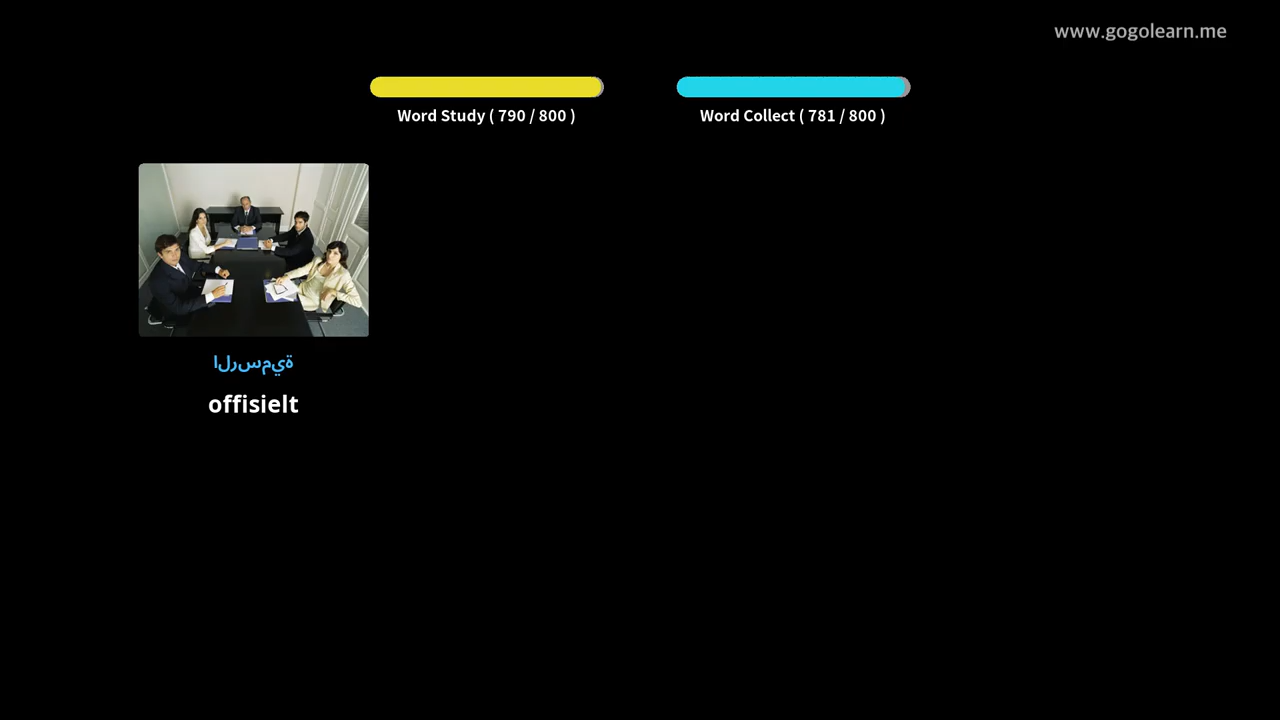 www.gogolearn.me
Word Study ( 790 / 800 )
Word Collect ( 781 / 800 )
الرسمية
offisielt